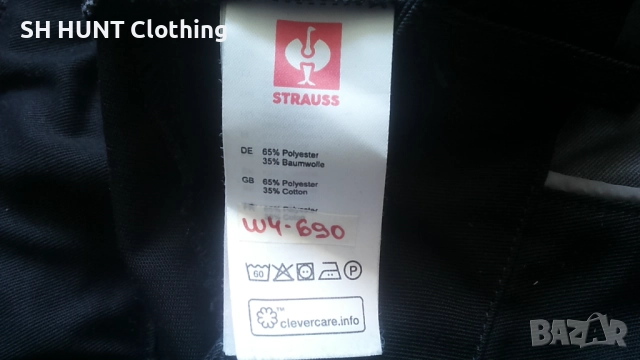 SH HUNT Clothing
STRAUSS
DE 65% Polyester
35% Baumwolle
GB 65% Polyester
35% Cotton
W4-690
60 P
™
clevercare.info
BAZAR